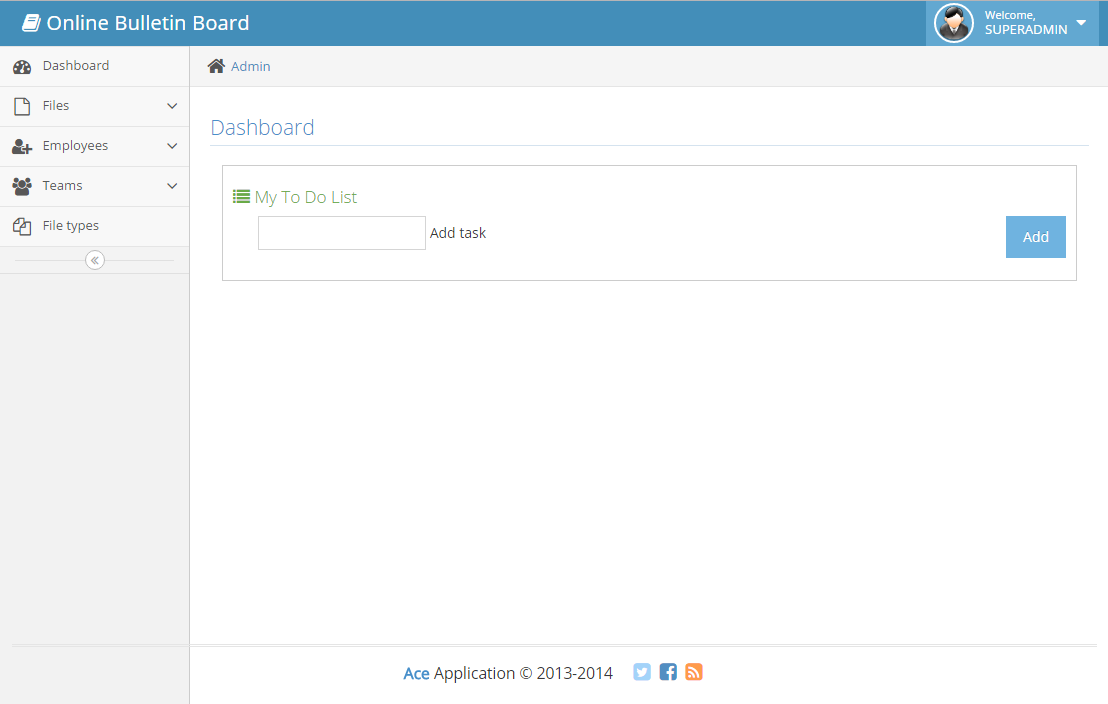 Online Bulletin Board
Welcome,
SUPERADMIN
Dashboard
Files
Employees
Teams
File types
Admin
Dashboard
My To Do List
Add task
Add
Ace Application © 2013-2014